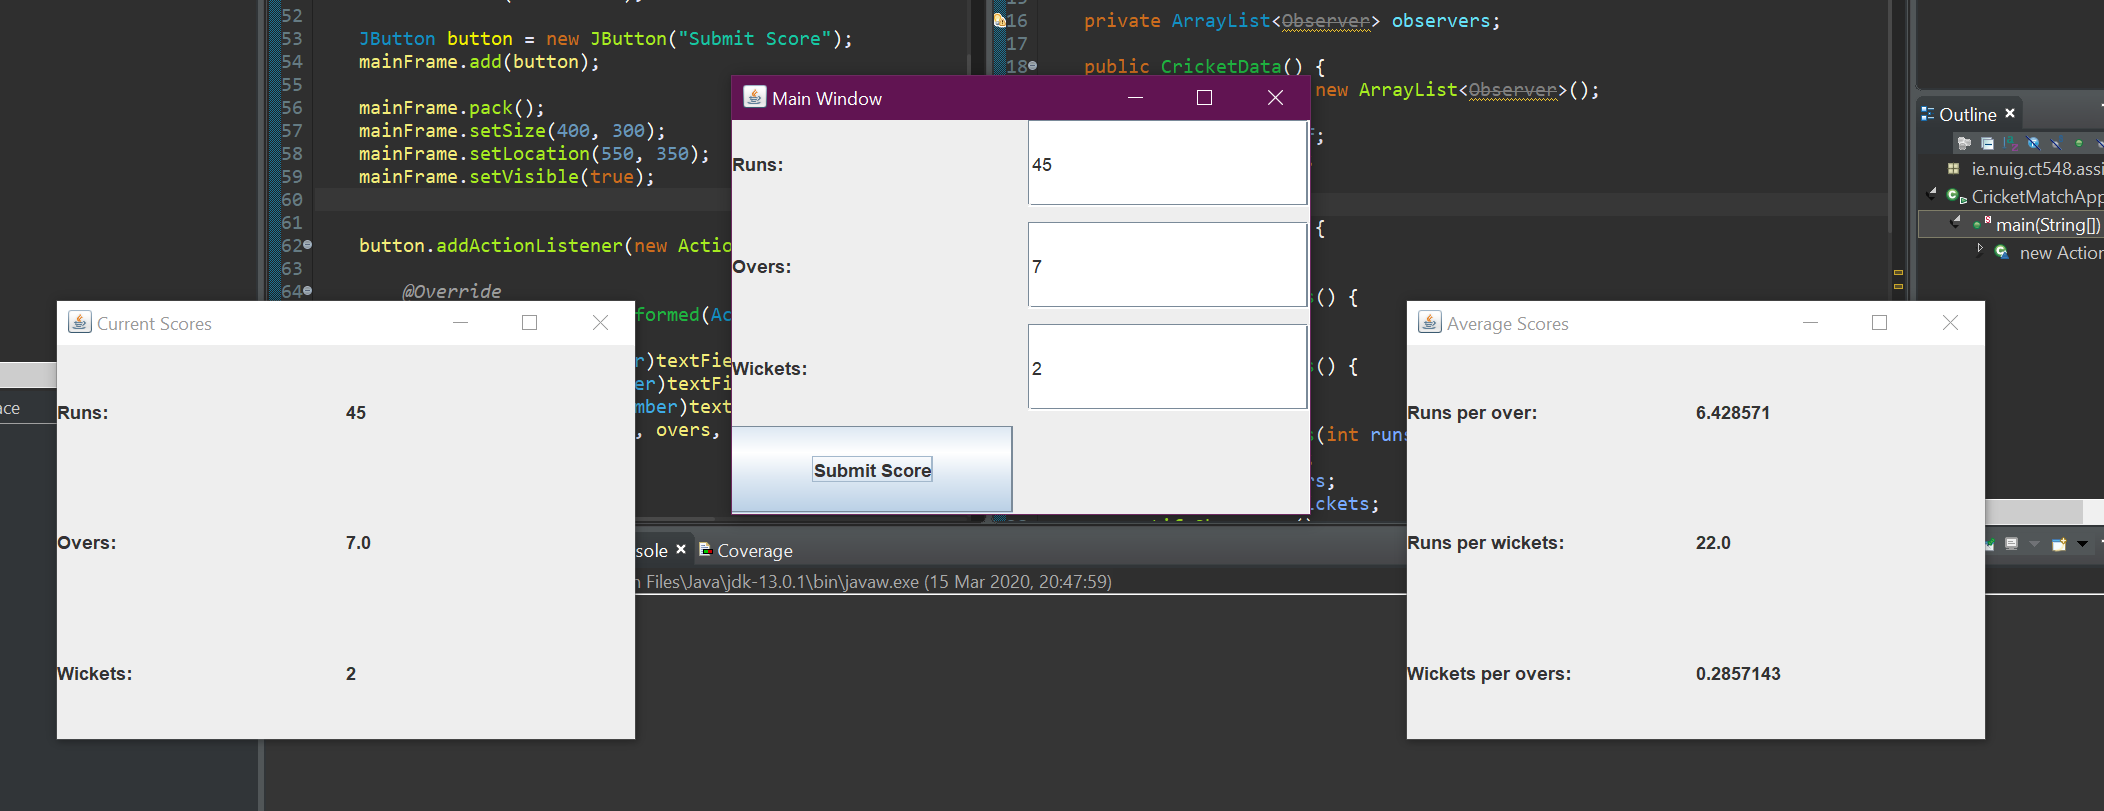 52
53 JButton button = new JButton("Submit Score");
54 mainFrame.add(button);
55
56 mainFrame.pack();
57 mainFrame.setSize(400, 300);
58 mainFrame.setLocation(550, 350);
59 mainFrame.setVisible(true);
60
61
62 button.addActionListener(new Actio
63
64 @Override
formed(Ac
r)textFie
er)textFi
mber)text
, overs,
16 private ArrayList<Observer> observers;
17
18 public CricketData() {
new ArrayList<Observer>();
;
{
() {
() {
(int runs
rs;
ickets;
Main Window
Runs: 45
Overs: 7
Wickets: 2
Submit Score
Current Scores
Runs: 45
Overs: 7.0
Wickets: 2
Average Scores
Runs per over: 6.428571
Runs per wickets: 22.0
Wickets per overs: 0.2857143
Outline
ie.nuig.ct548.assi
CricketMatchApp
main(String[])
new Action
ace
sole
Coverage
n Files\Java\jdk-13.0.1\bin\javaw.exe (15 Mar 2020, 20:47:59)